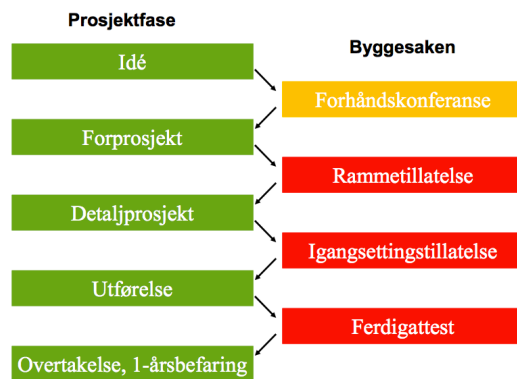 Prosjektfase
Byggesaken
Idé
Forhåndskonferanse
Forprosjekt
Rammetillatelse
Detaljprosjekt
Igangsettingstillatelse
Utførelse
Ferdigattest
Overtakelse, 1-årsbefaring